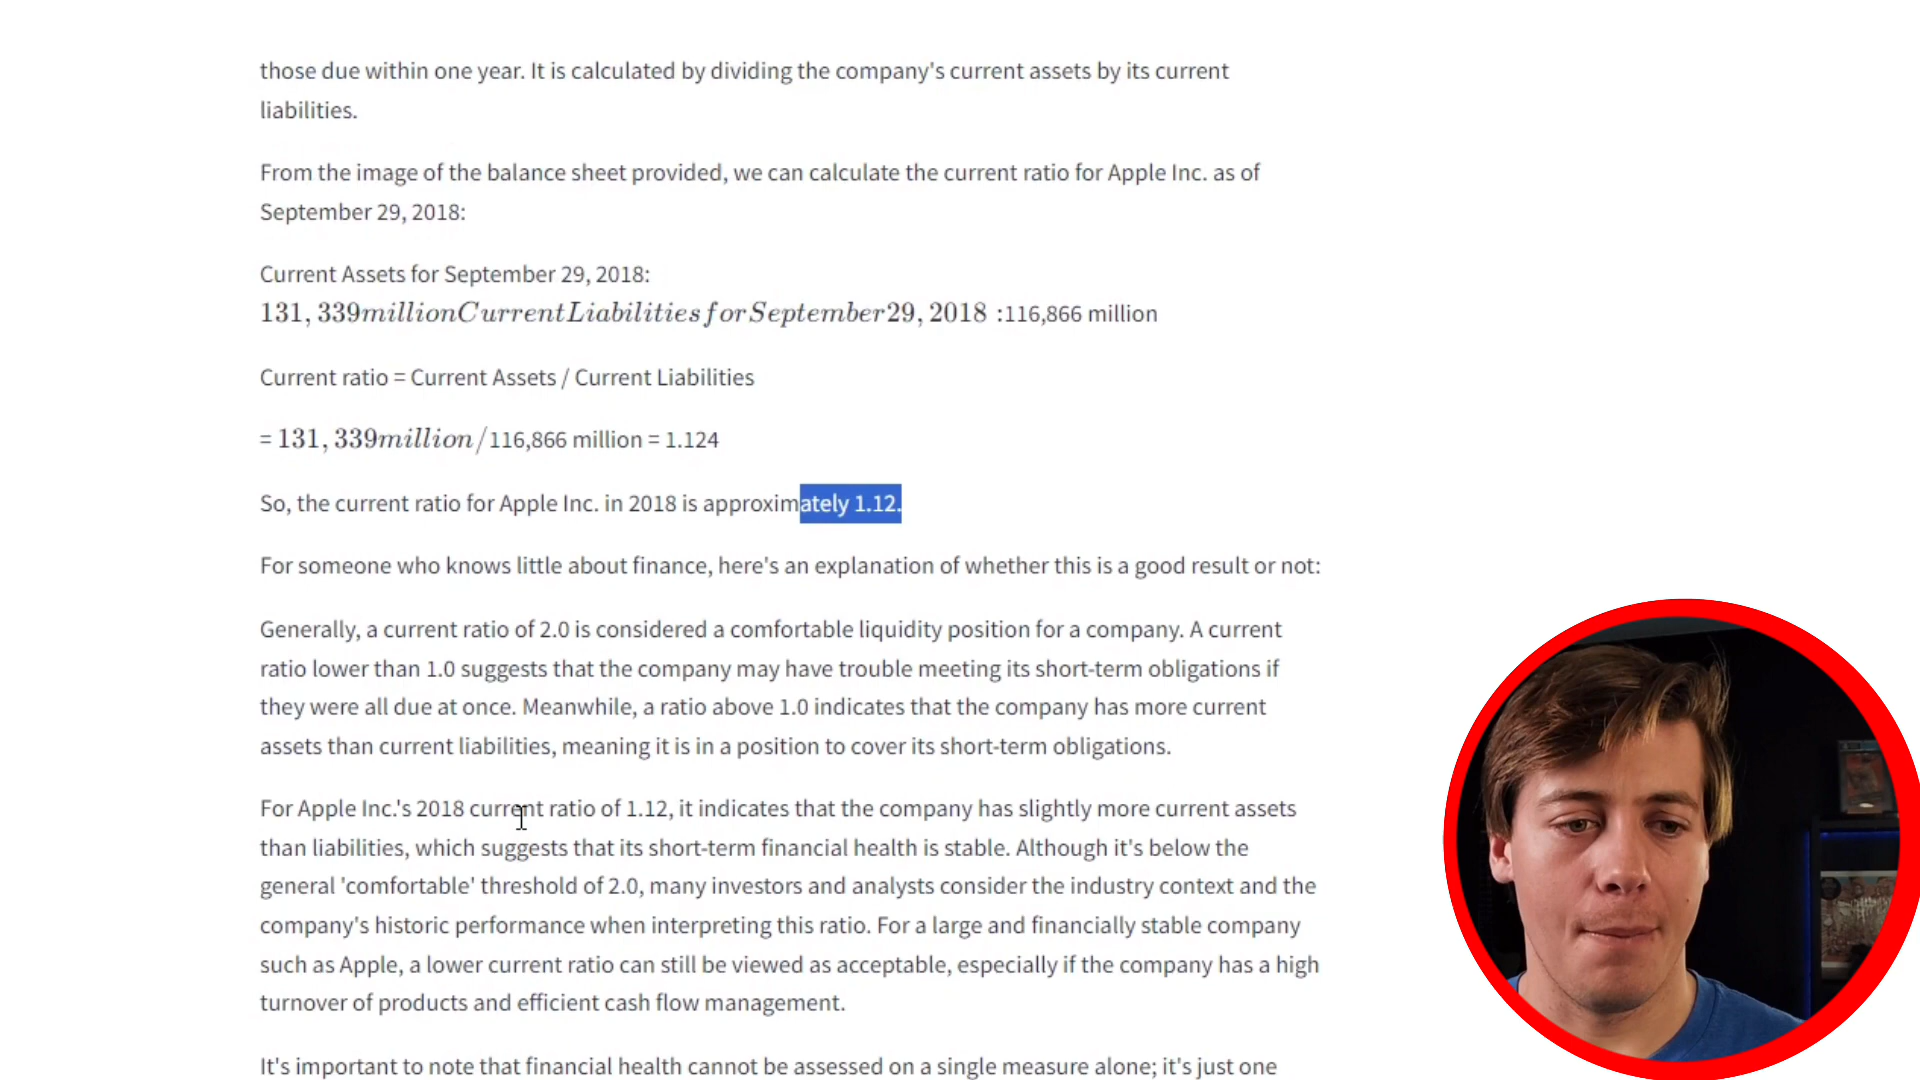 those due within one year. It is calculated by dividing the company's current assets by its current
liabilities.
From the image of the balance sheet provided, we can calculate the current ratio for Apple Inc. as of
September 29, 2018:
Current Assets for September 29, 2018:
131,339millionCurrentLiabilitiesforSeptember29,2018 :116,866 million
Current ratio = Current Assets / Current Liabilities
= 131,339million/116,866 million = 1.124
So, the current ratio for Apple Inc. in 2018 is approximately 1.12.
For someone who knows little about finance, here's an explanation of whether this is a good result or not:
Generally, a current ratio of 2.0 is considered a comfortable liquidity position for a company. A current
ratio lower than 1.0 suggests that the company may have trouble meeting its short-term obligations if
they were all due at once. Meanwhile, a ratio above 1.0 indicates that the company has more current
assets than current liabilities, meaning it is in a position to cover its short-term obligations.
For Apple Inc.'s 2018 current ratio of 1.12, it indicates that the company has slightly more current assets
than liabilities, which suggests that its short-term financial health is stable. Although it's below the
general 'comfortable' threshold of 2.0, many investors and analysts consider the industry context and the
company's historic performance when interpreting this ratio. For a large and financially stable company
such as Apple, a lower current ratio can still be viewed as acceptable, especially if the company has a high
turnover of products and efficient cash flow management.
It's important to note that financial health cannot be assessed on a single measure alone; it's just one